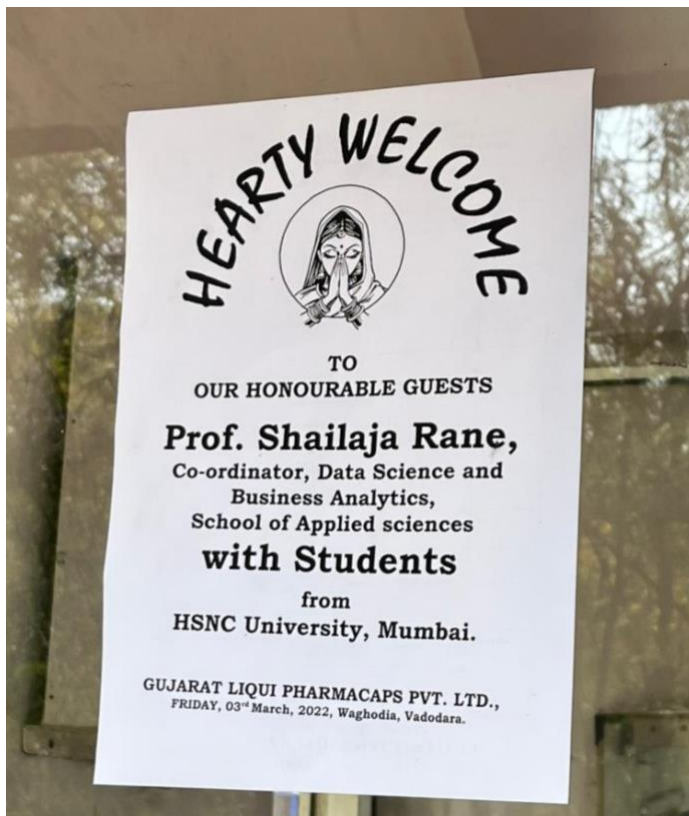 HEARTY WELCOME
TO
OUR HONOURABLE GUESTS
Prof. Shailaja Rane,
Co-ordinator, Data Science and
Business Analytics,
School of Applied sciences
with Students
from
HSNC University, Mumbai.
GUJARAT LIQUI PHARMACAPS PVT. LTD.,
FRIDAY, 03rd March, 2022, Waghodia, Vadodara.